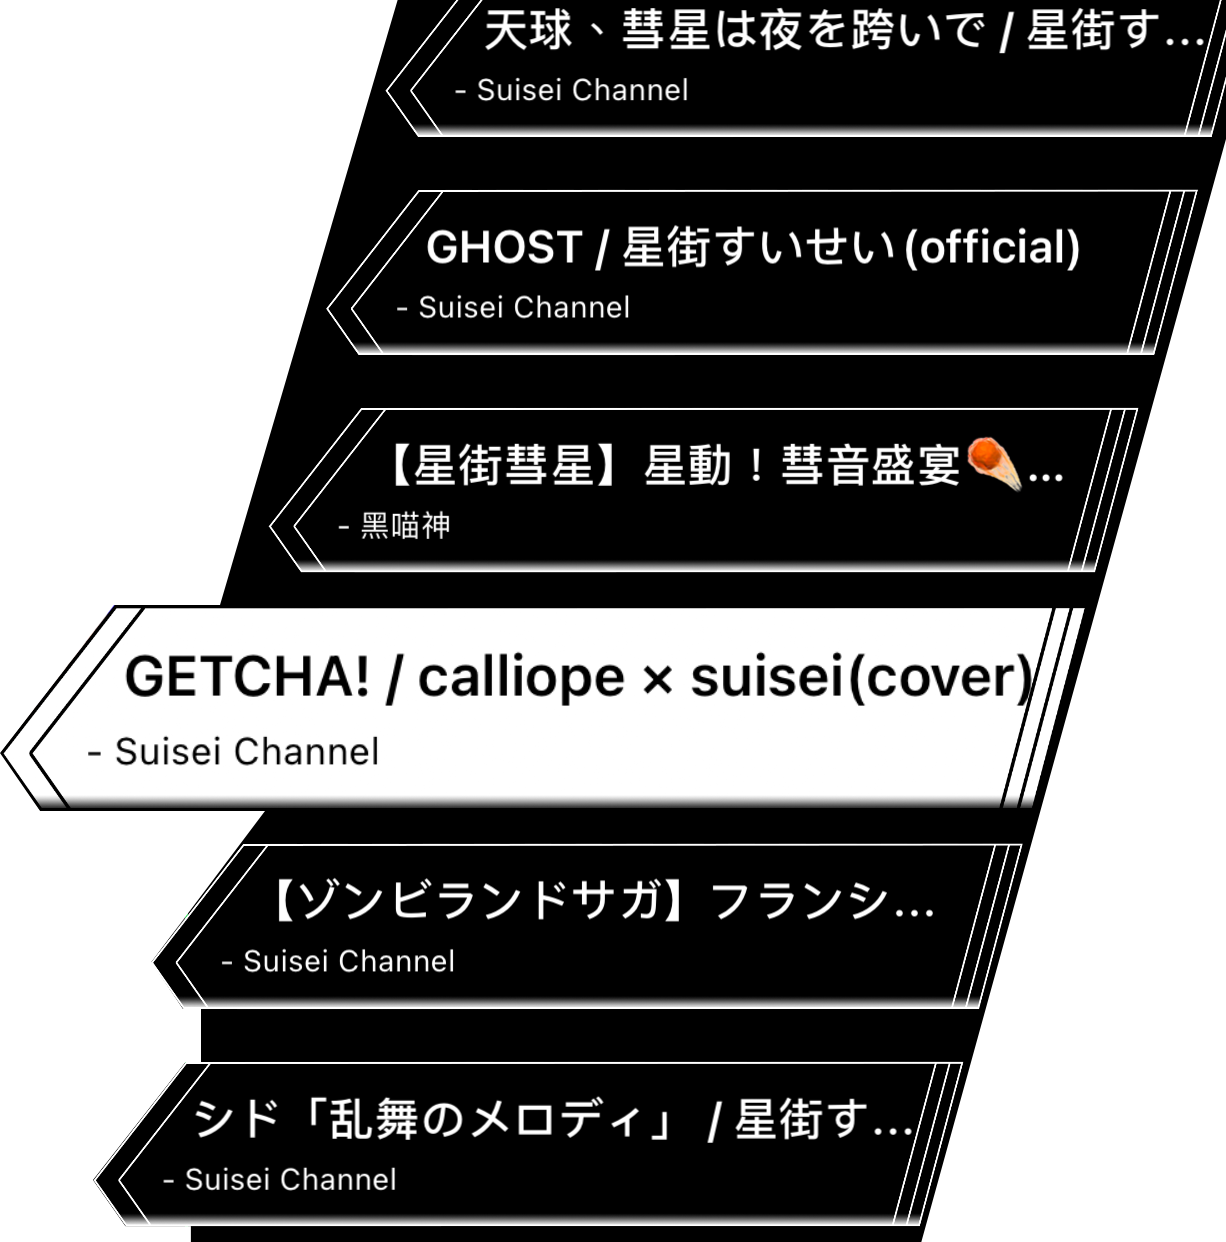 天球、彗星は夜を跨いで / 星街す...
- Suisei Channel
GHOST / 星街すいせい(official)
- Suisei Channel
【星街彗星】星動！彗音盛宴☄️...
- 黑喵神
GETCHA! / calliope × suisei(cover)
- Suisei Channel
【ゾンビランドサガ】フランシ...
- Suisei Channel
シド「乱舞のメロディ」 / 星街す...
- Suisei Channel